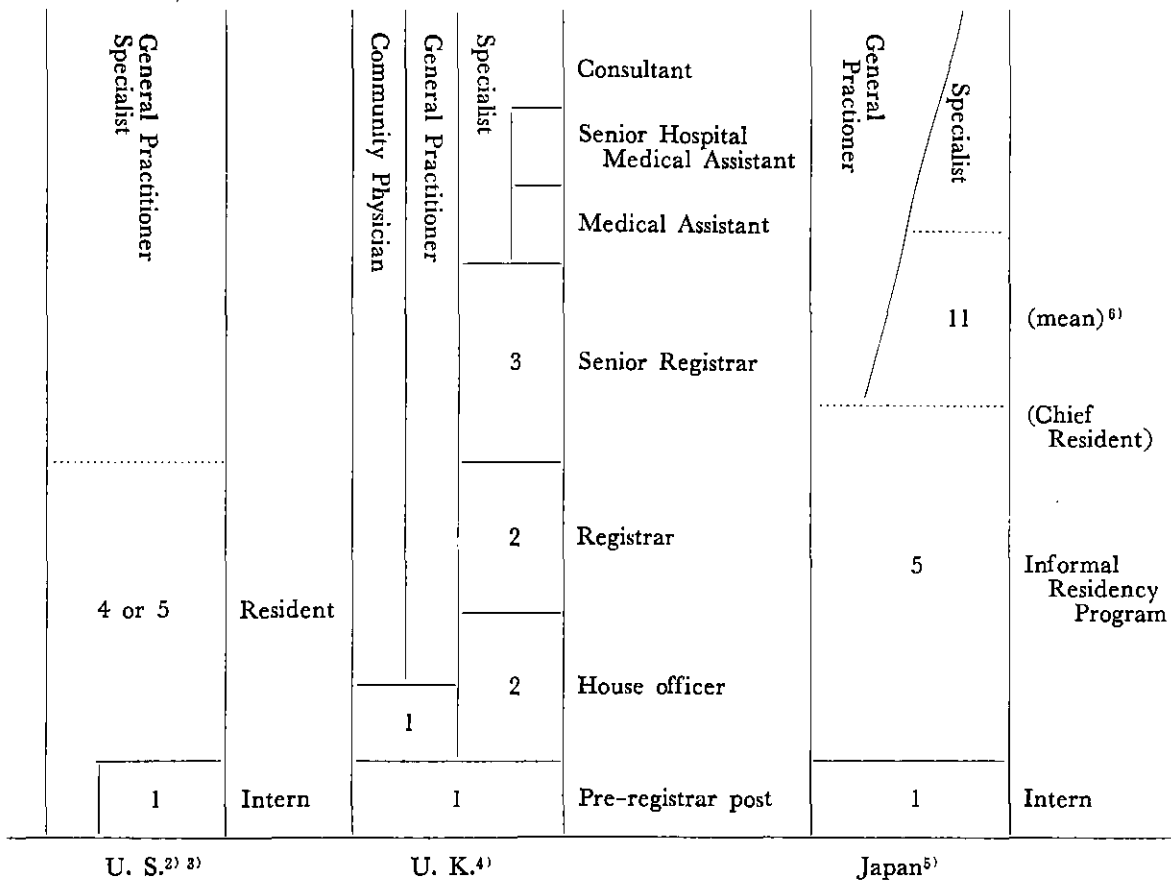 General Practitioner
Specialist
4 or 5
Resident
1
Intern
U. S.2) 3)
Community Physician
General Practitioner
Specialist
Consultant
Senior Hospital
Medical Assistant
Medical Assistant
3
Senior Registrar
2
Registrar
2
House officer
1
1
Pre-registrar post
U. K.4)
General
Practioner
Specialist
11
(mean)6)
(Chief
Resident)
5
Informal
Residency
Program
1
Intern
Japan5)